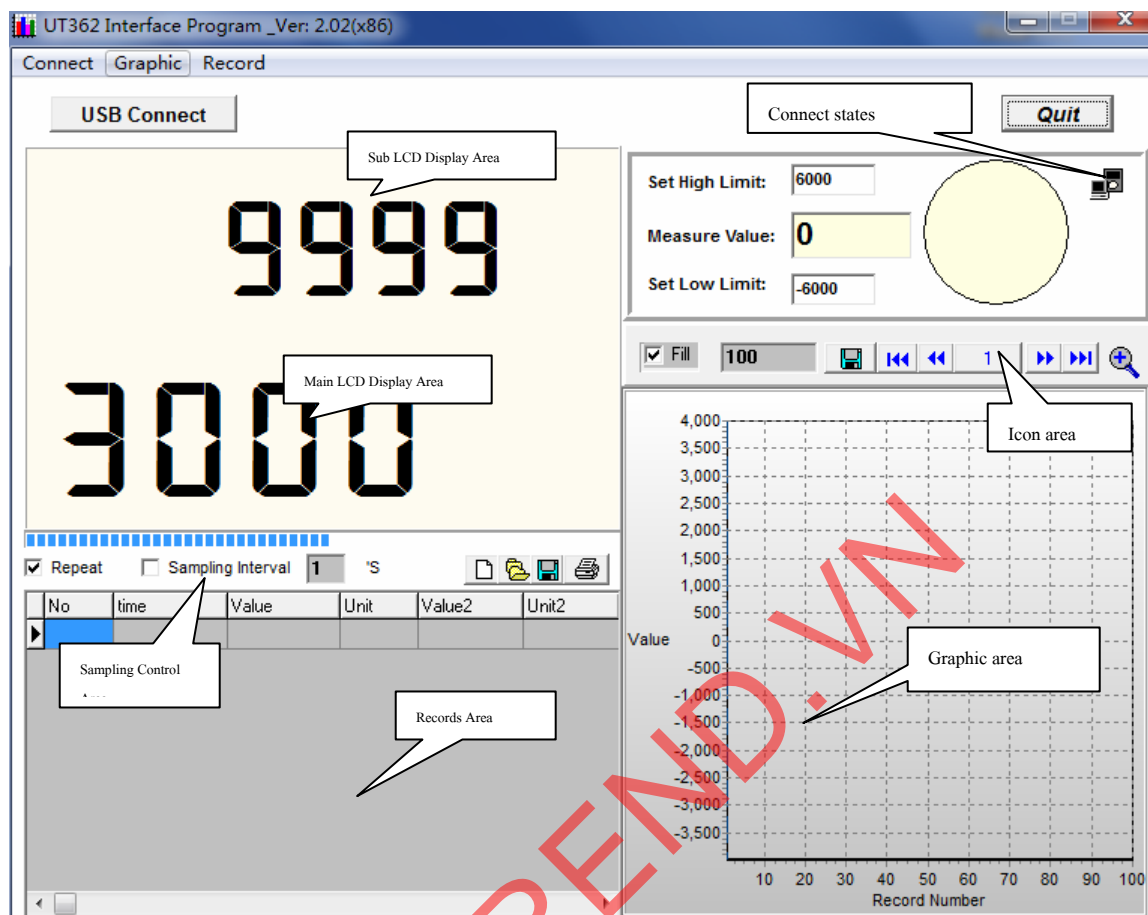 UT362 Interface Program _Ver: 2.02(x86)
Connect Graphic Record
USB Connect
Connect states
Quit
Sub LCD Display Area
9999
Main LCD Display Area
3000
Set High Limit: 6000
Measure Value: 0
Set Low Limit: -6000
Fill 100 1
Icon area
Repeat Sampling Interval 1 'S
No time Value Unit Value2 Unit2
Sampling Control
Records Area
4,000
3,500
3,000
2,500
2,000
1,500
1,000
500
Value 0
-500
-1,000
-1,500
-2,000
-2,500
-3,000
-3,500
Graphic area
10 20 30 40 50 60 70 80 90 100
Record Number
REND.VN